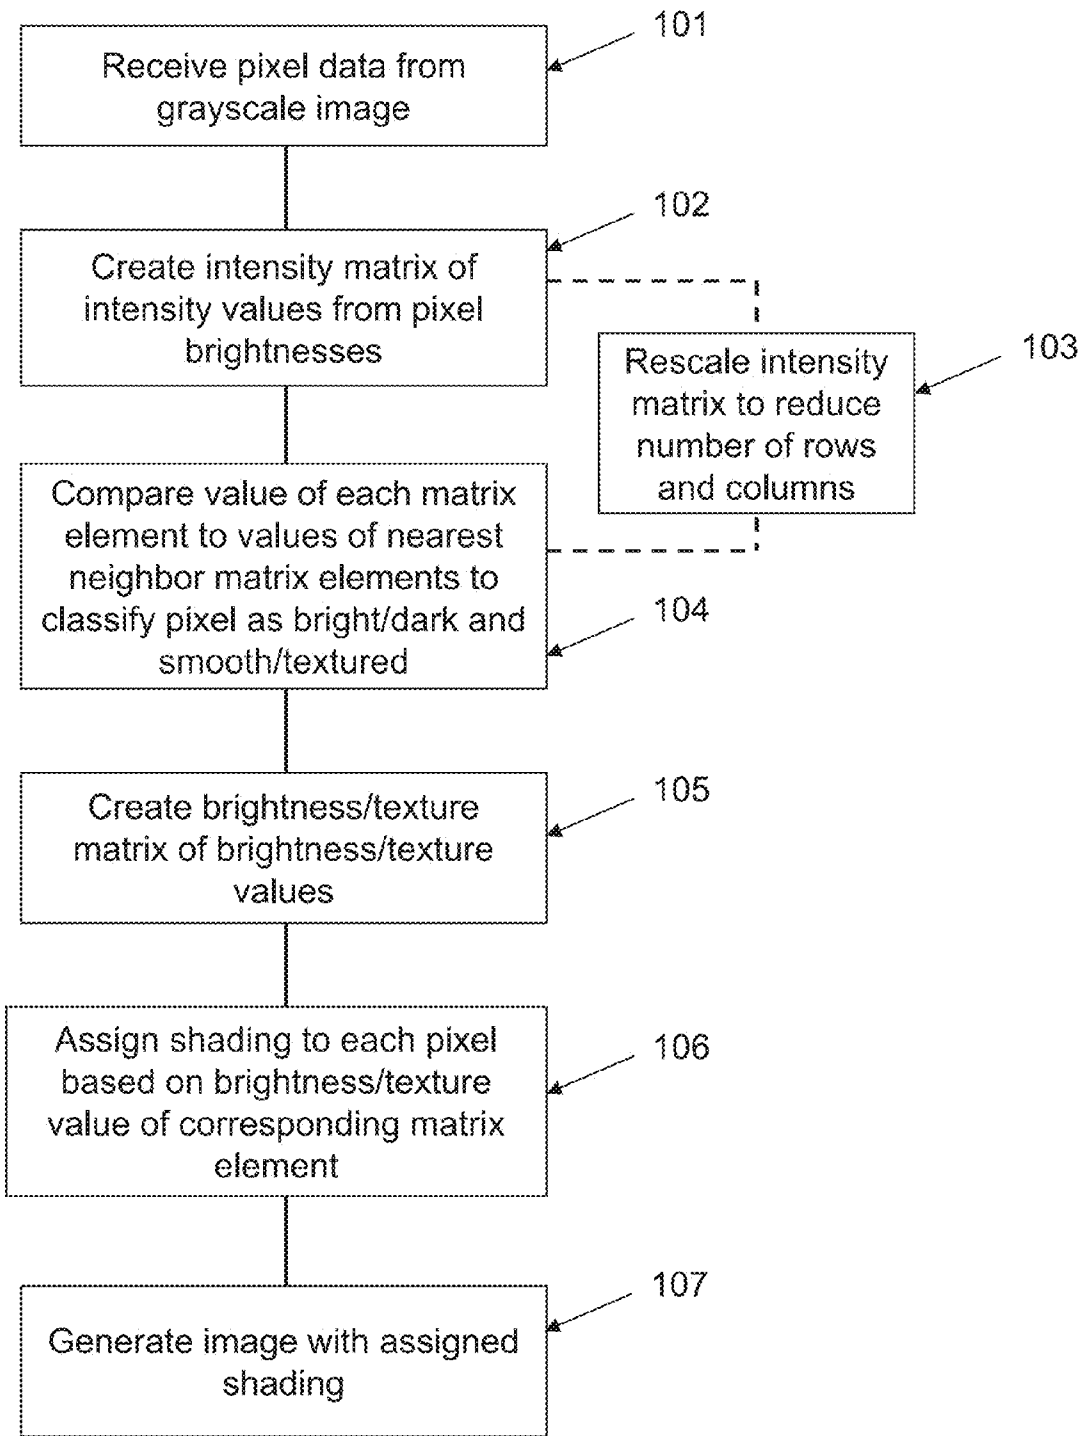 101
Receive pixel data from
grayscale image
102
Create intensity matrix of
intensity values from pixel
brightnesses
103
Rescale intensity
matrix to reduce
number of rows
and columns
Compare value of each matrix
element to values of nearest
neighbor matrix elements to
classify pixel as bright/dark and
smooth/textured
104
105
Create brightness/texture
matrix of brightness/texture
values
106
Assign shading to each pixel
based on brightness/texture
value of corresponding matrix
element
107
Generate image with assigned
shading